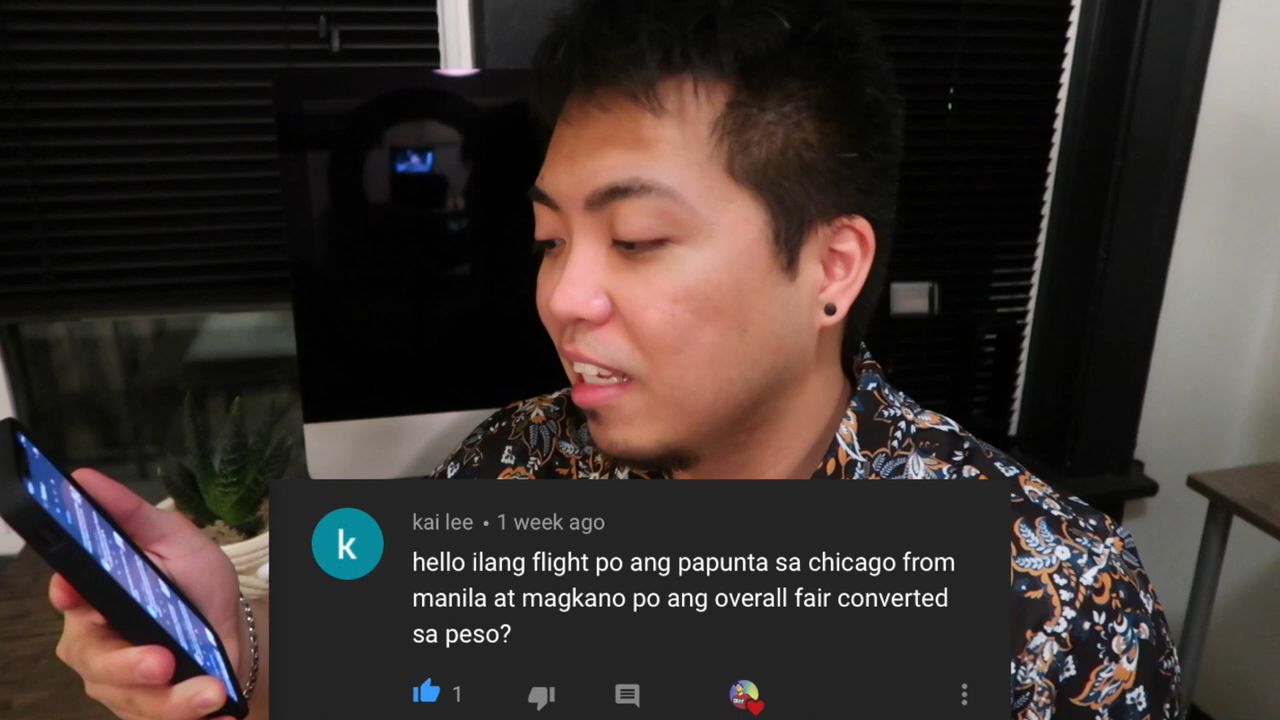 kai lee • 1 week ago
hello ilang flight po ang papunta sa chicago from
manila at magkano po ang overall fair converted
sa peso?
1